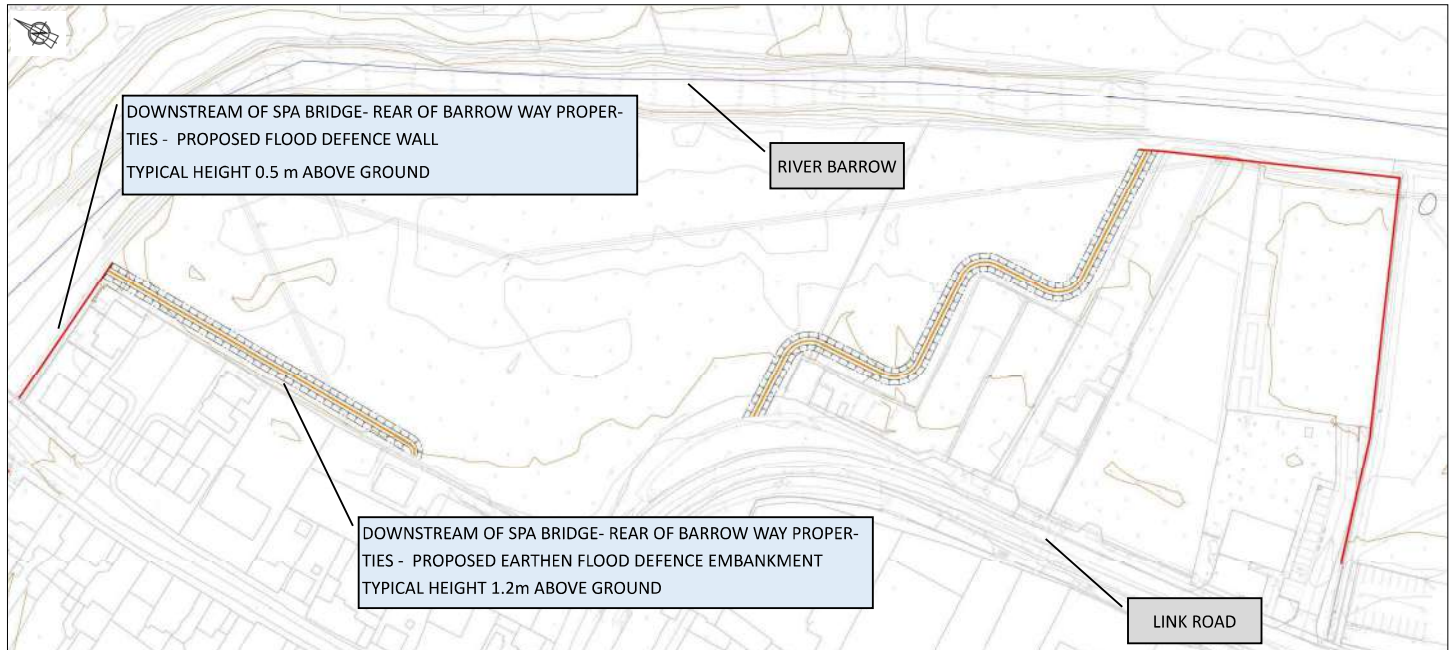 DOWNSTREAM OF SPA BRIDGE- REAR OF BARROW WAY PROPER-
TIES - PROPOSED FLOOD DEFENCE WALL
TYPICAL HEIGHT 0.5 m ABOVE GROUND
RIVER BARROW
DOWNSTREAM OF SPA BRIDGE- REAR OF BARROW WAY PROPER-
TIES - PROPOSED EARTHEN FLOOD DEFENCE EMBANKMENT
TYPICAL HEIGHT 1.2m ABOVE GROUND
LINK ROAD